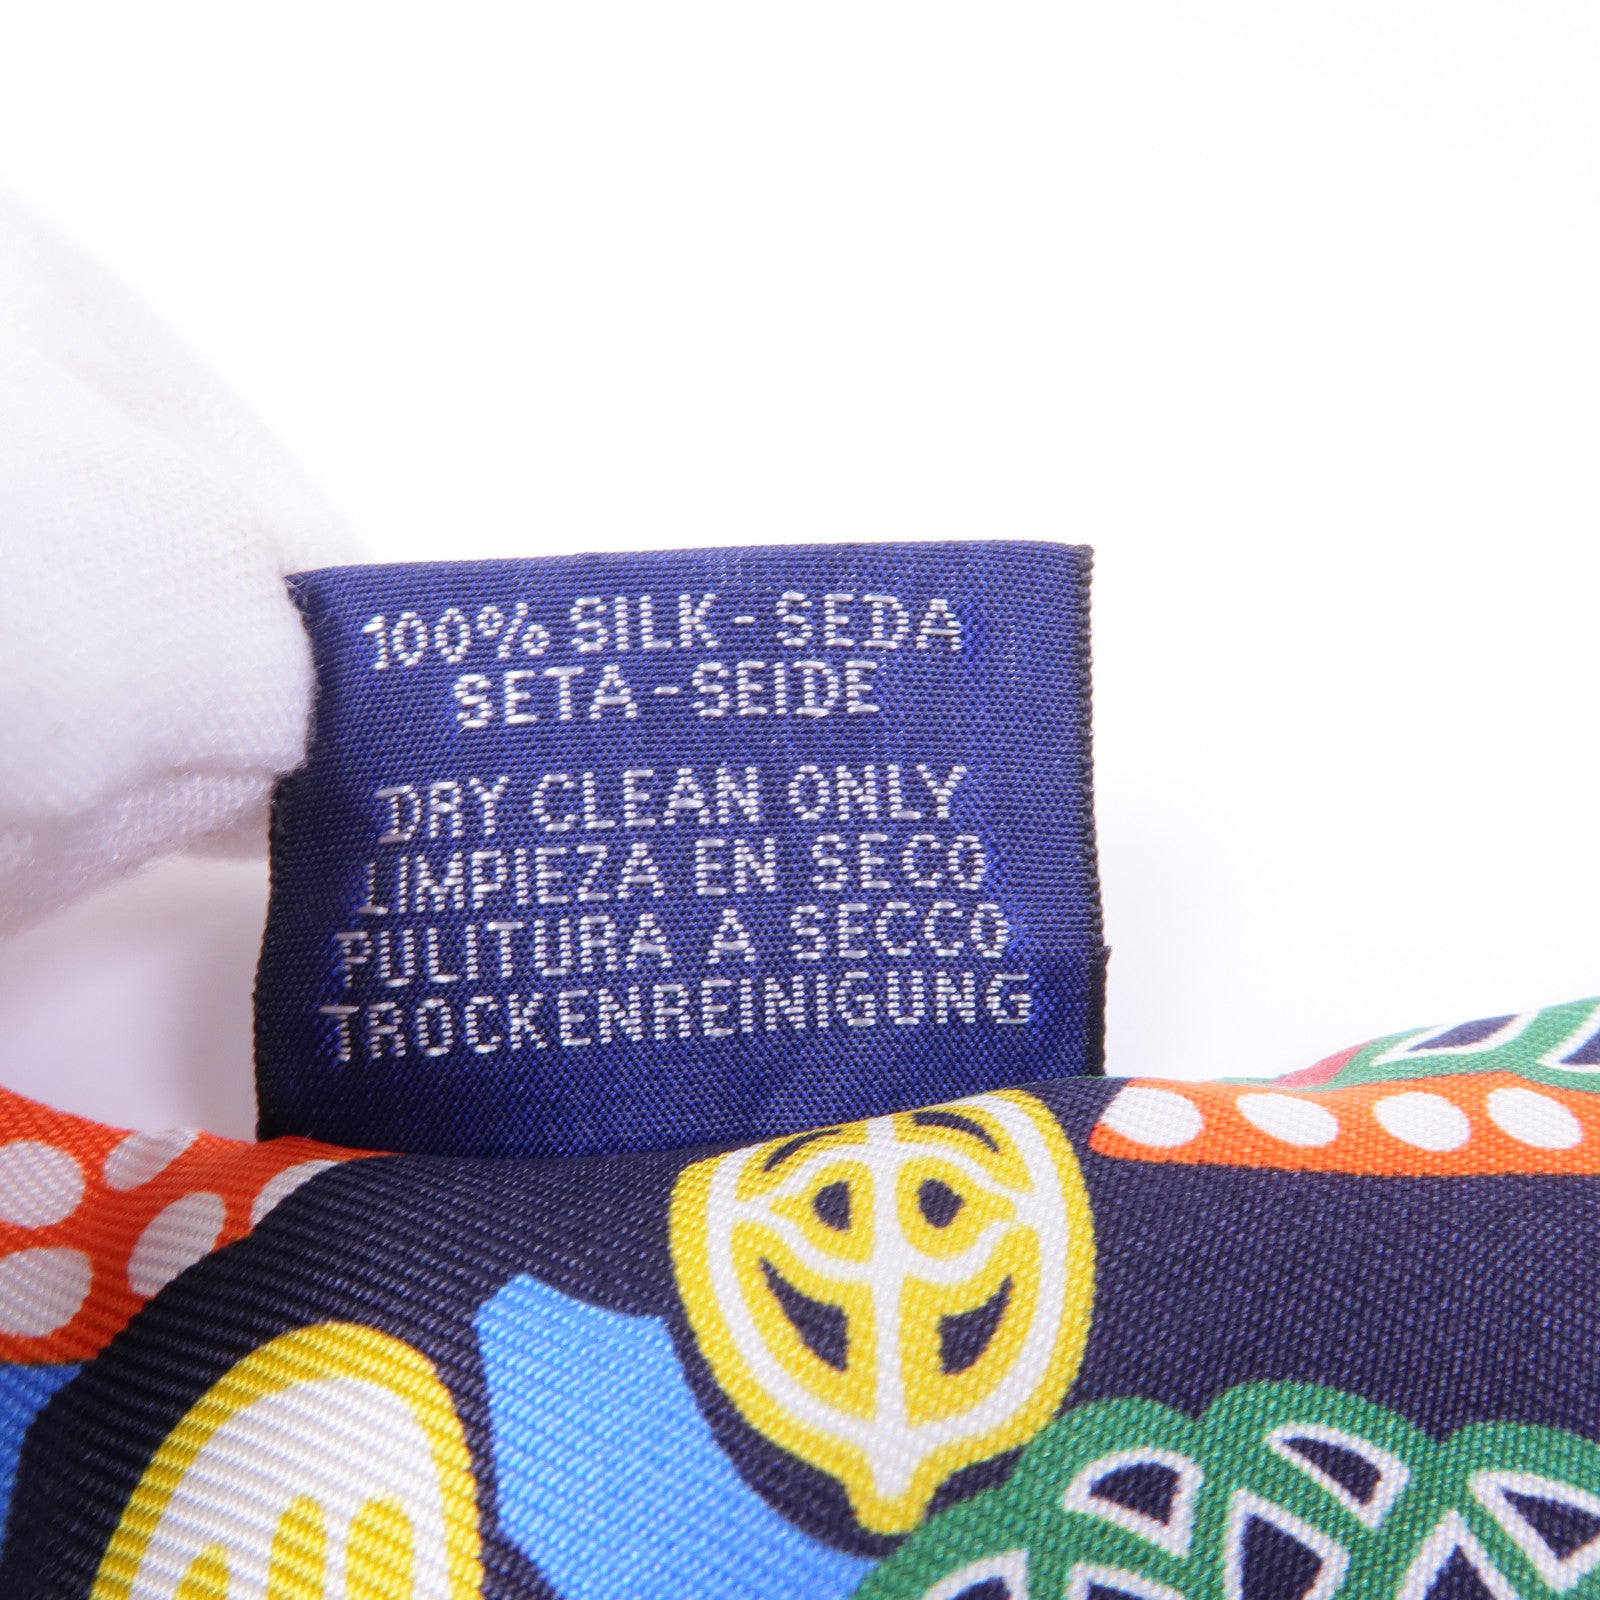 100% SILK - SEDA
SETA - SEIDE
DRY CLEAN ONLY
LIMPIEZA EN SECO
PULITURA A SECCO
TROCKENREINIGUNG